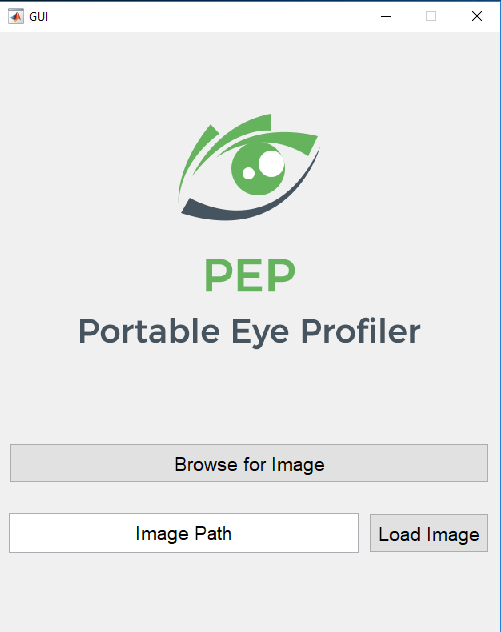 GUI
PEP
Portable Eye Profiler
Browse for Image
Image Path
Load Image